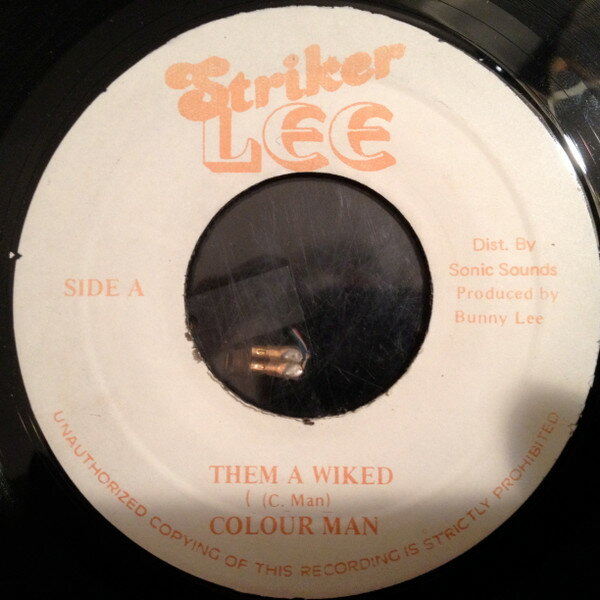 Striker
LEE
SIDE A
Dist. By
Sonic Sounds
Produced by
Bunny Lee
THEM A WIKED
( (C. Man)
COLOUR MAN
UNAUTHORIZED COPYING OF THIS RECORDING IS STRICTLY PROHIBITED